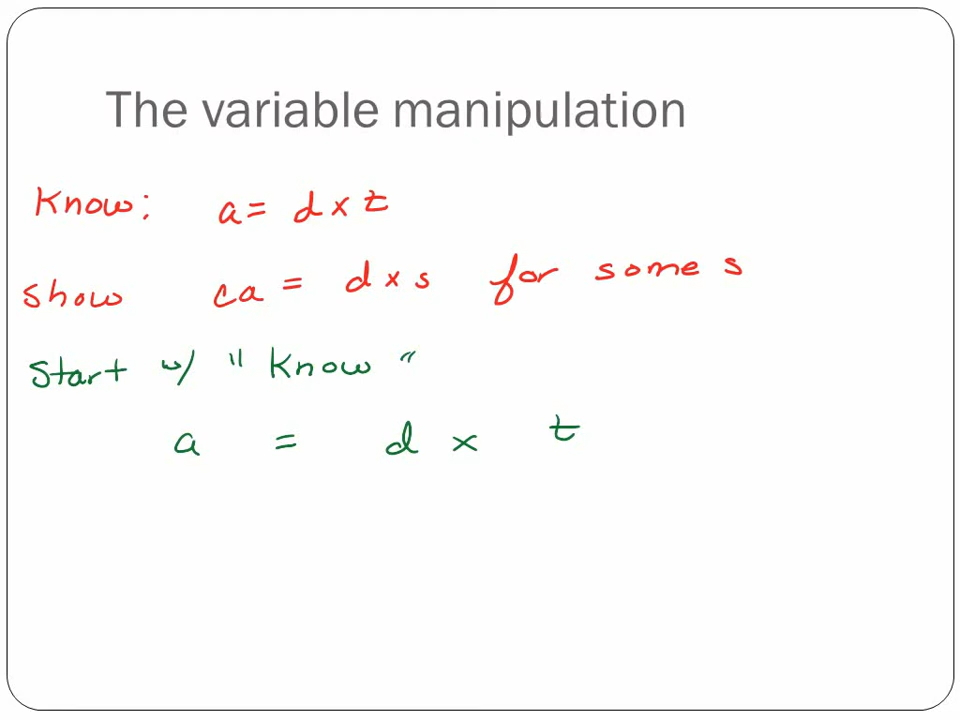 The variable manipulation
Know: a = d x t
Show ca = d x s for some s
Start w/ "Know"
a = d x t